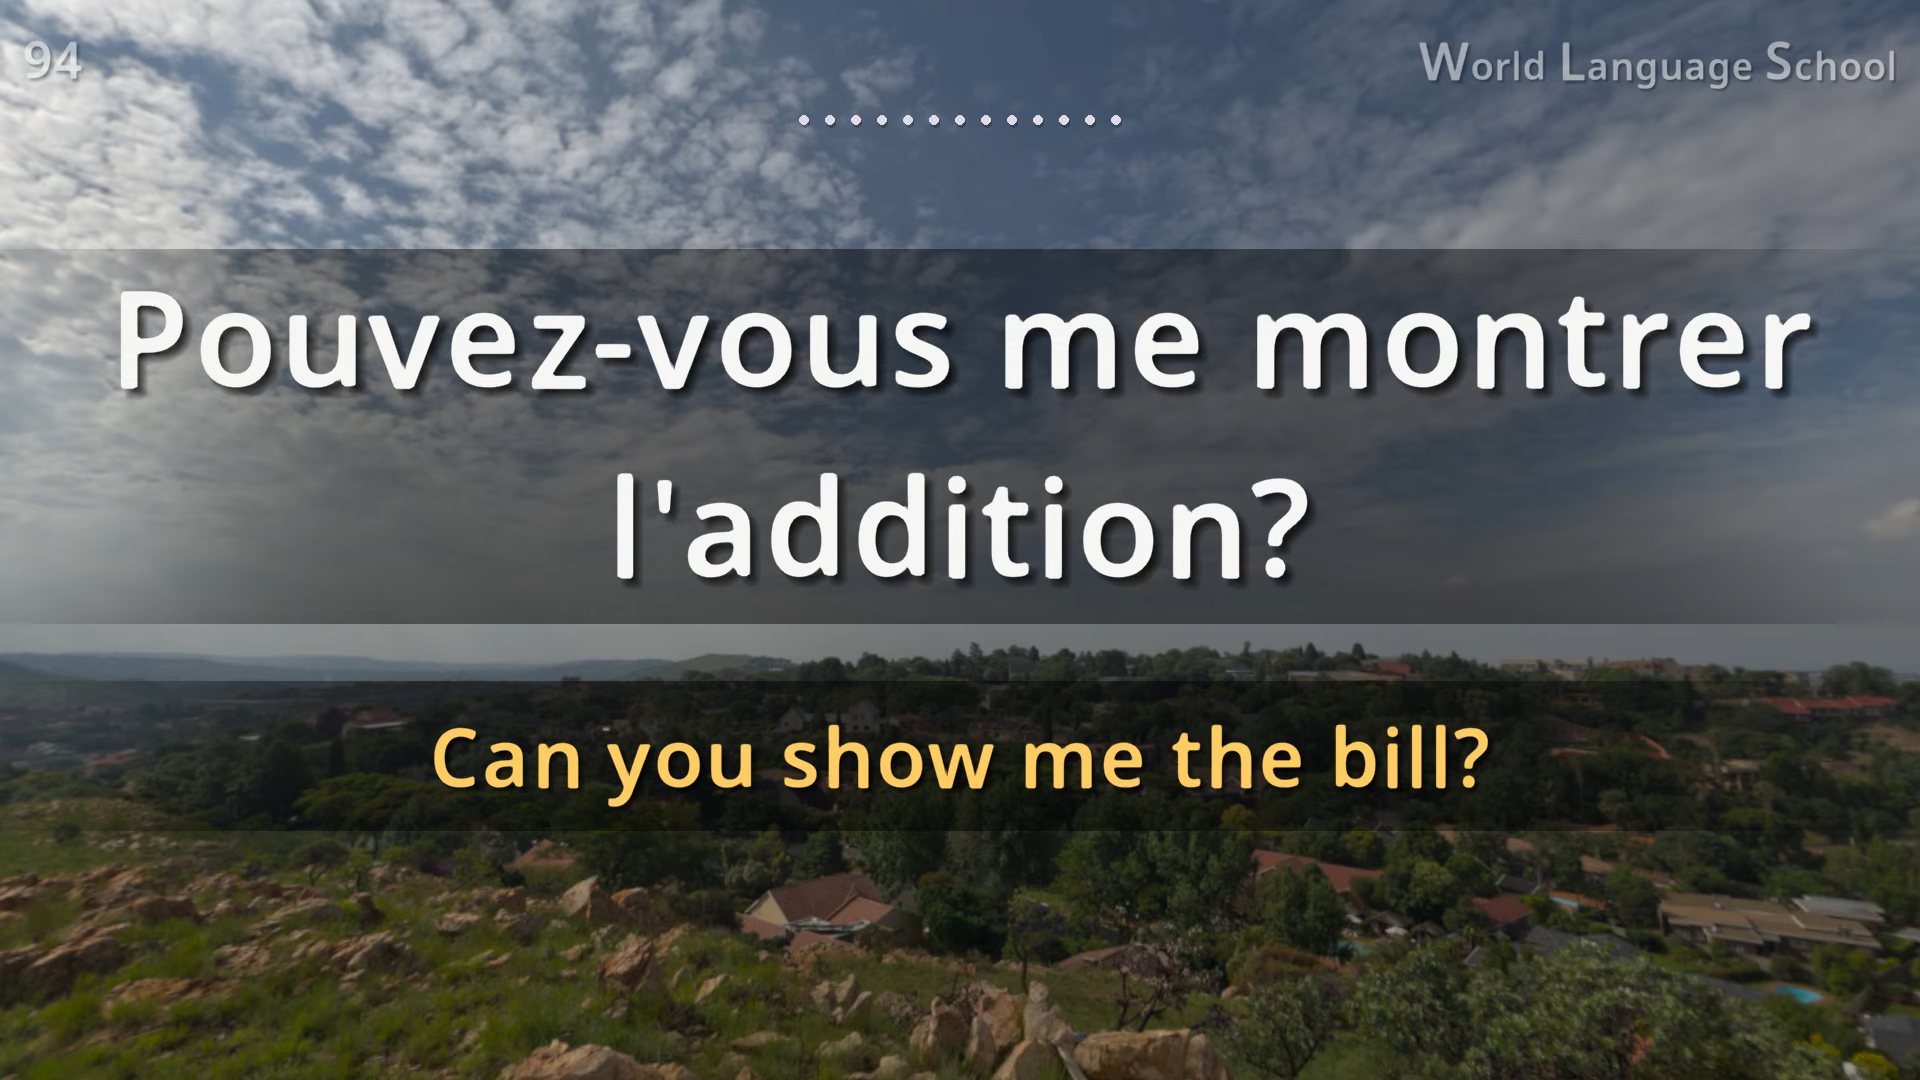 94
World Language School
Pouvez-vous me montrer
l'addition?
Can you show me the bill?